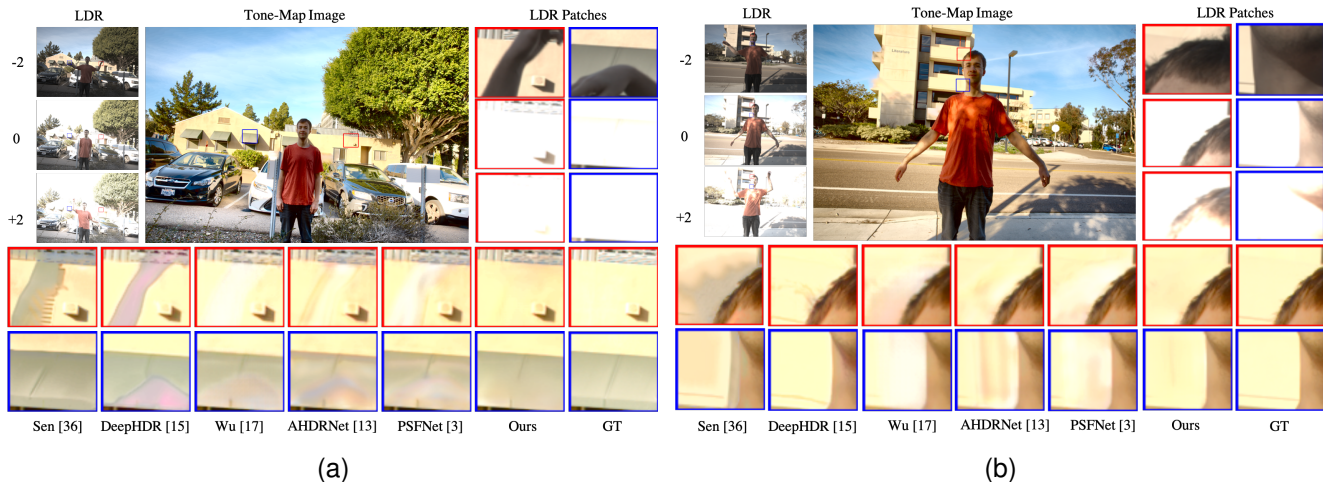 LDR Tone-Map Image LDR Patches
-2
0
+2
Sen [36] DeepHDR [15] Wu [17] AHDRNet [13] PSFNet [3] Ours GT
(a)
LDR Tone-Map Image LDR Patches
-2
0
+2
Sen [36] DeepHDR [15] Wu [17] AHDRNet [13] PSFNet [3] Ours GT
(b)